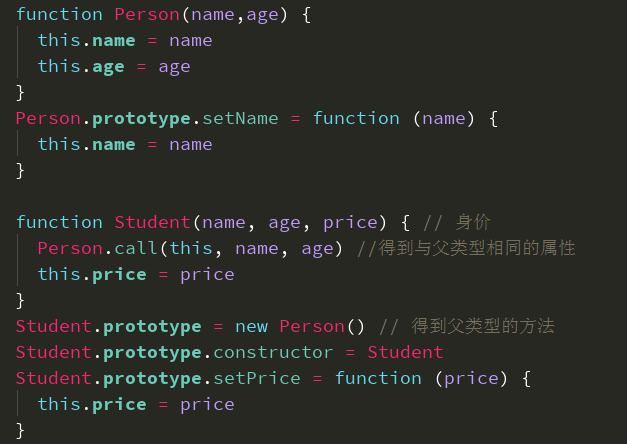 function Person(name,age) {
  this.name = name
  this.age = age
}
Person.prototype.setName = function (name) {
  this.name = name
}
function Student(name, age, price) { // 身价
  Person.call(this, name, age) //得到与父类型相同的属性
  this.price = price
}
Student.prototype = new Person() // 得到父类型的方法
Student.prototype.constructor = Student
Student.prototype.setPrice = function (price) {
  this.price = price
}